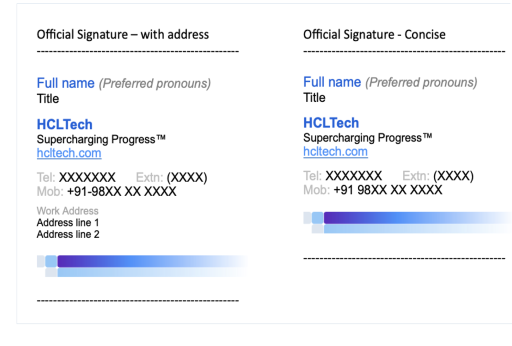 Official Signature – with address
--------------------------------------------------
Full name (Preferred pronouns)
Title
HCLTech
Supercharging Progress™
hcltech.com
Tel: XXXXXXX Extn: (XXXX)
Mob: +91-98XX XX XXXX
Work Address
Address line 1
Address line 2
--------------------------------------------------
Official Signature - Concise
--------------------------------------------------
Full name (Preferred pronouns)
Title
HCLTech
Supercharging Progress™
hcltech.com
Tel: XXXXXXX Extn: (XXXX)
Mob: +91 98XX XX XXXX
--------------------------------------------------